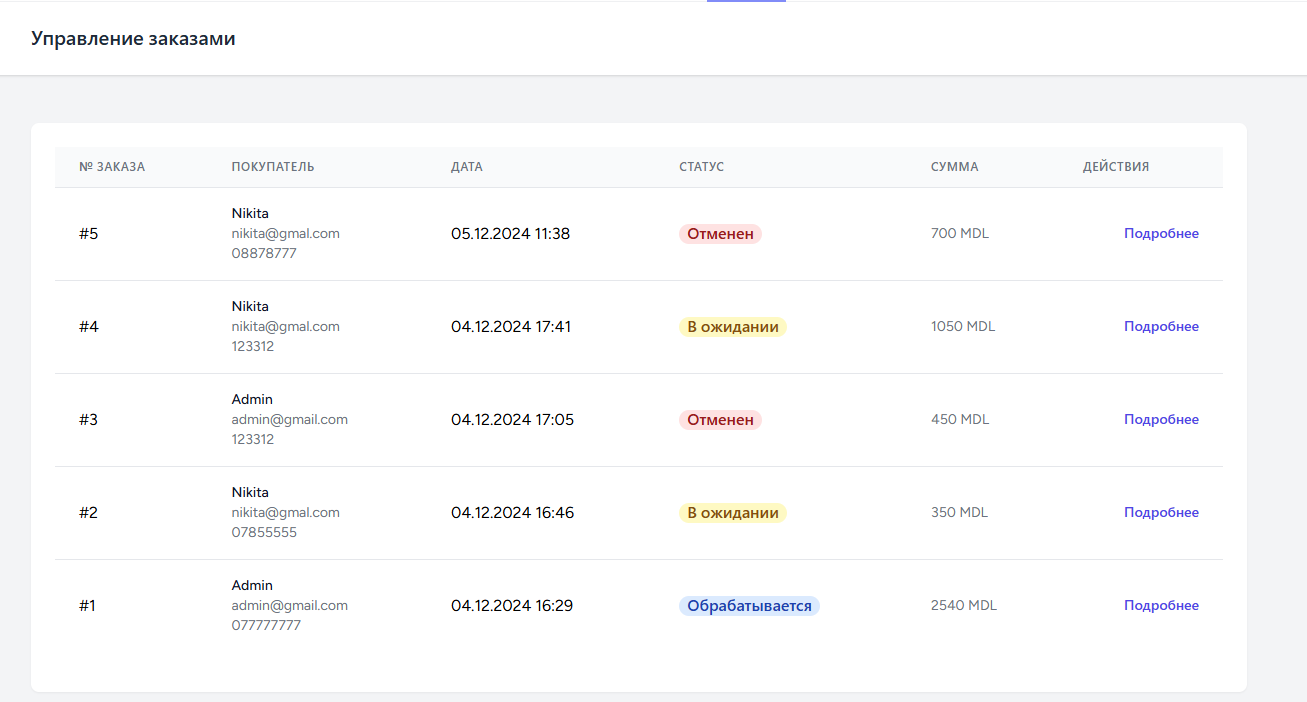 Управление заказами
№ ЗАКАЗА ПОКУПАТЕЛЬ ДАТА СТАТУС СУММА ДЕЙСТВИЯ
Nikita
#5 nikita@gmal.com 05.12.2024 11:38 Отменен 700 MDL Подробнее
08878777
Nikita
#4 nikita@gmal.com 04.12.2024 17:41 В ожидании 1050 MDL Подробнее
123312
Admin
#3 admin@gmail.com 04.12.2024 17:05 Отменен 450 MDL Подробнее
123312
Nikita
#2 nikita@gmal.com 04.12.2024 16:46 В ожидании 350 MDL Подробнее
07855555
Admin
#1 admin@gmail.com 04.12.2024 16:29 Обрабатывается 2540 MDL Подробнее
077777777